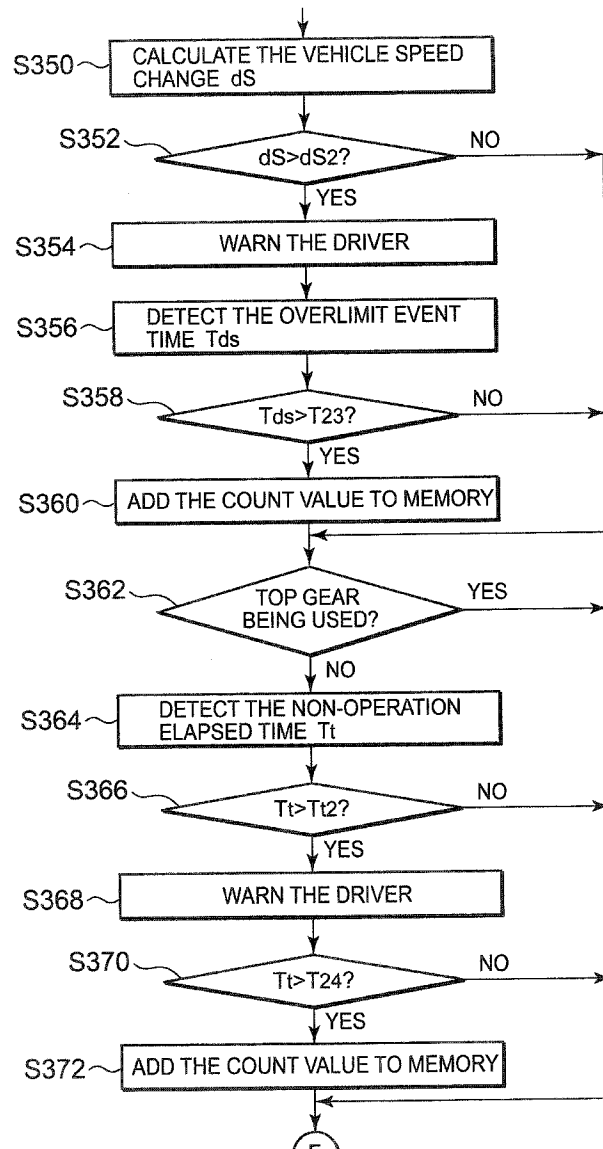 S350
CALCULATE THE VEHICLE SPEED
CHANGE dS
S352
dS>dS2?
NO
YES
S354
WARN THE DRIVER
S356
DETECT THE OVERLIMIT EVENT
TIME Tds
S358
Tds>T23?
NO
YES
S360
ADD THE COUNT VALUE TO MEMORY
S362
TOP GEAR
BEING USED?
YES
NO
S364
DETECT THE NON-OPERATION
ELAPSED TIME Tt
S366
Tt>Tt2?
NO
YES
S368
WARN THE DRIVER
S370
Tt>T24?
NO
YES
S372
ADD THE COUNT VALUE TO MEMORY